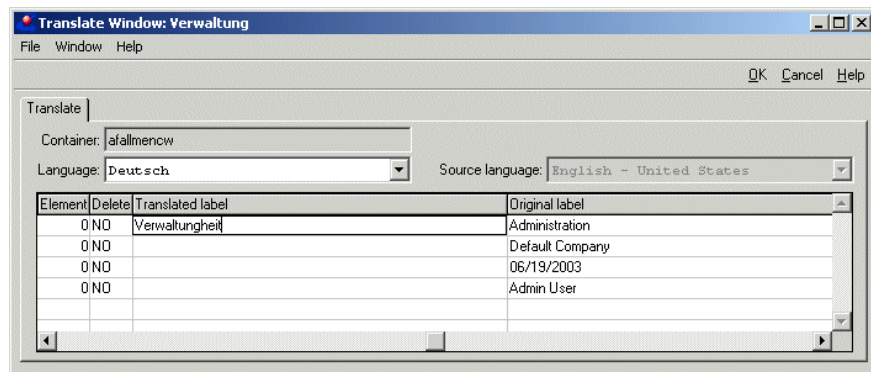 Translate Window: Verwaltung
File Window Help
OK Cancel Help
Translate
Container: afallmencw
Language: Deutsch Source language: English - United States
Element Delete Translated label Original label
0 NO Verwaltungheit Administration
0 NO Default Company
0 NO 06/19/2003
0 NO Admin User